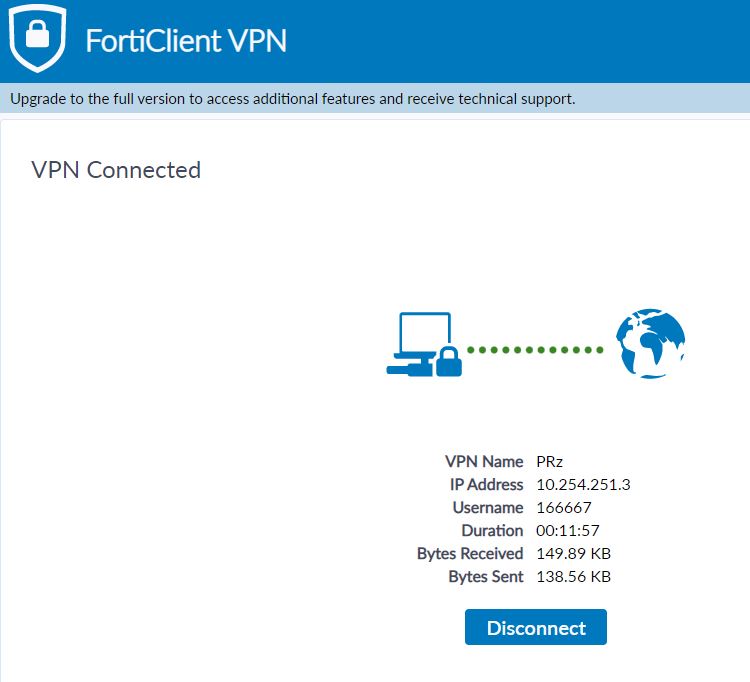 FortiClient VPN
Upgrade to the full version to access additional features and receive technical support.
VPN Connected
VPN Name PRz
IP Address 10.254.251.3
Username 166667
Duration 00:11:57
Bytes Received 149.89 KB
Bytes Sent 138.56 KB
Disconnect